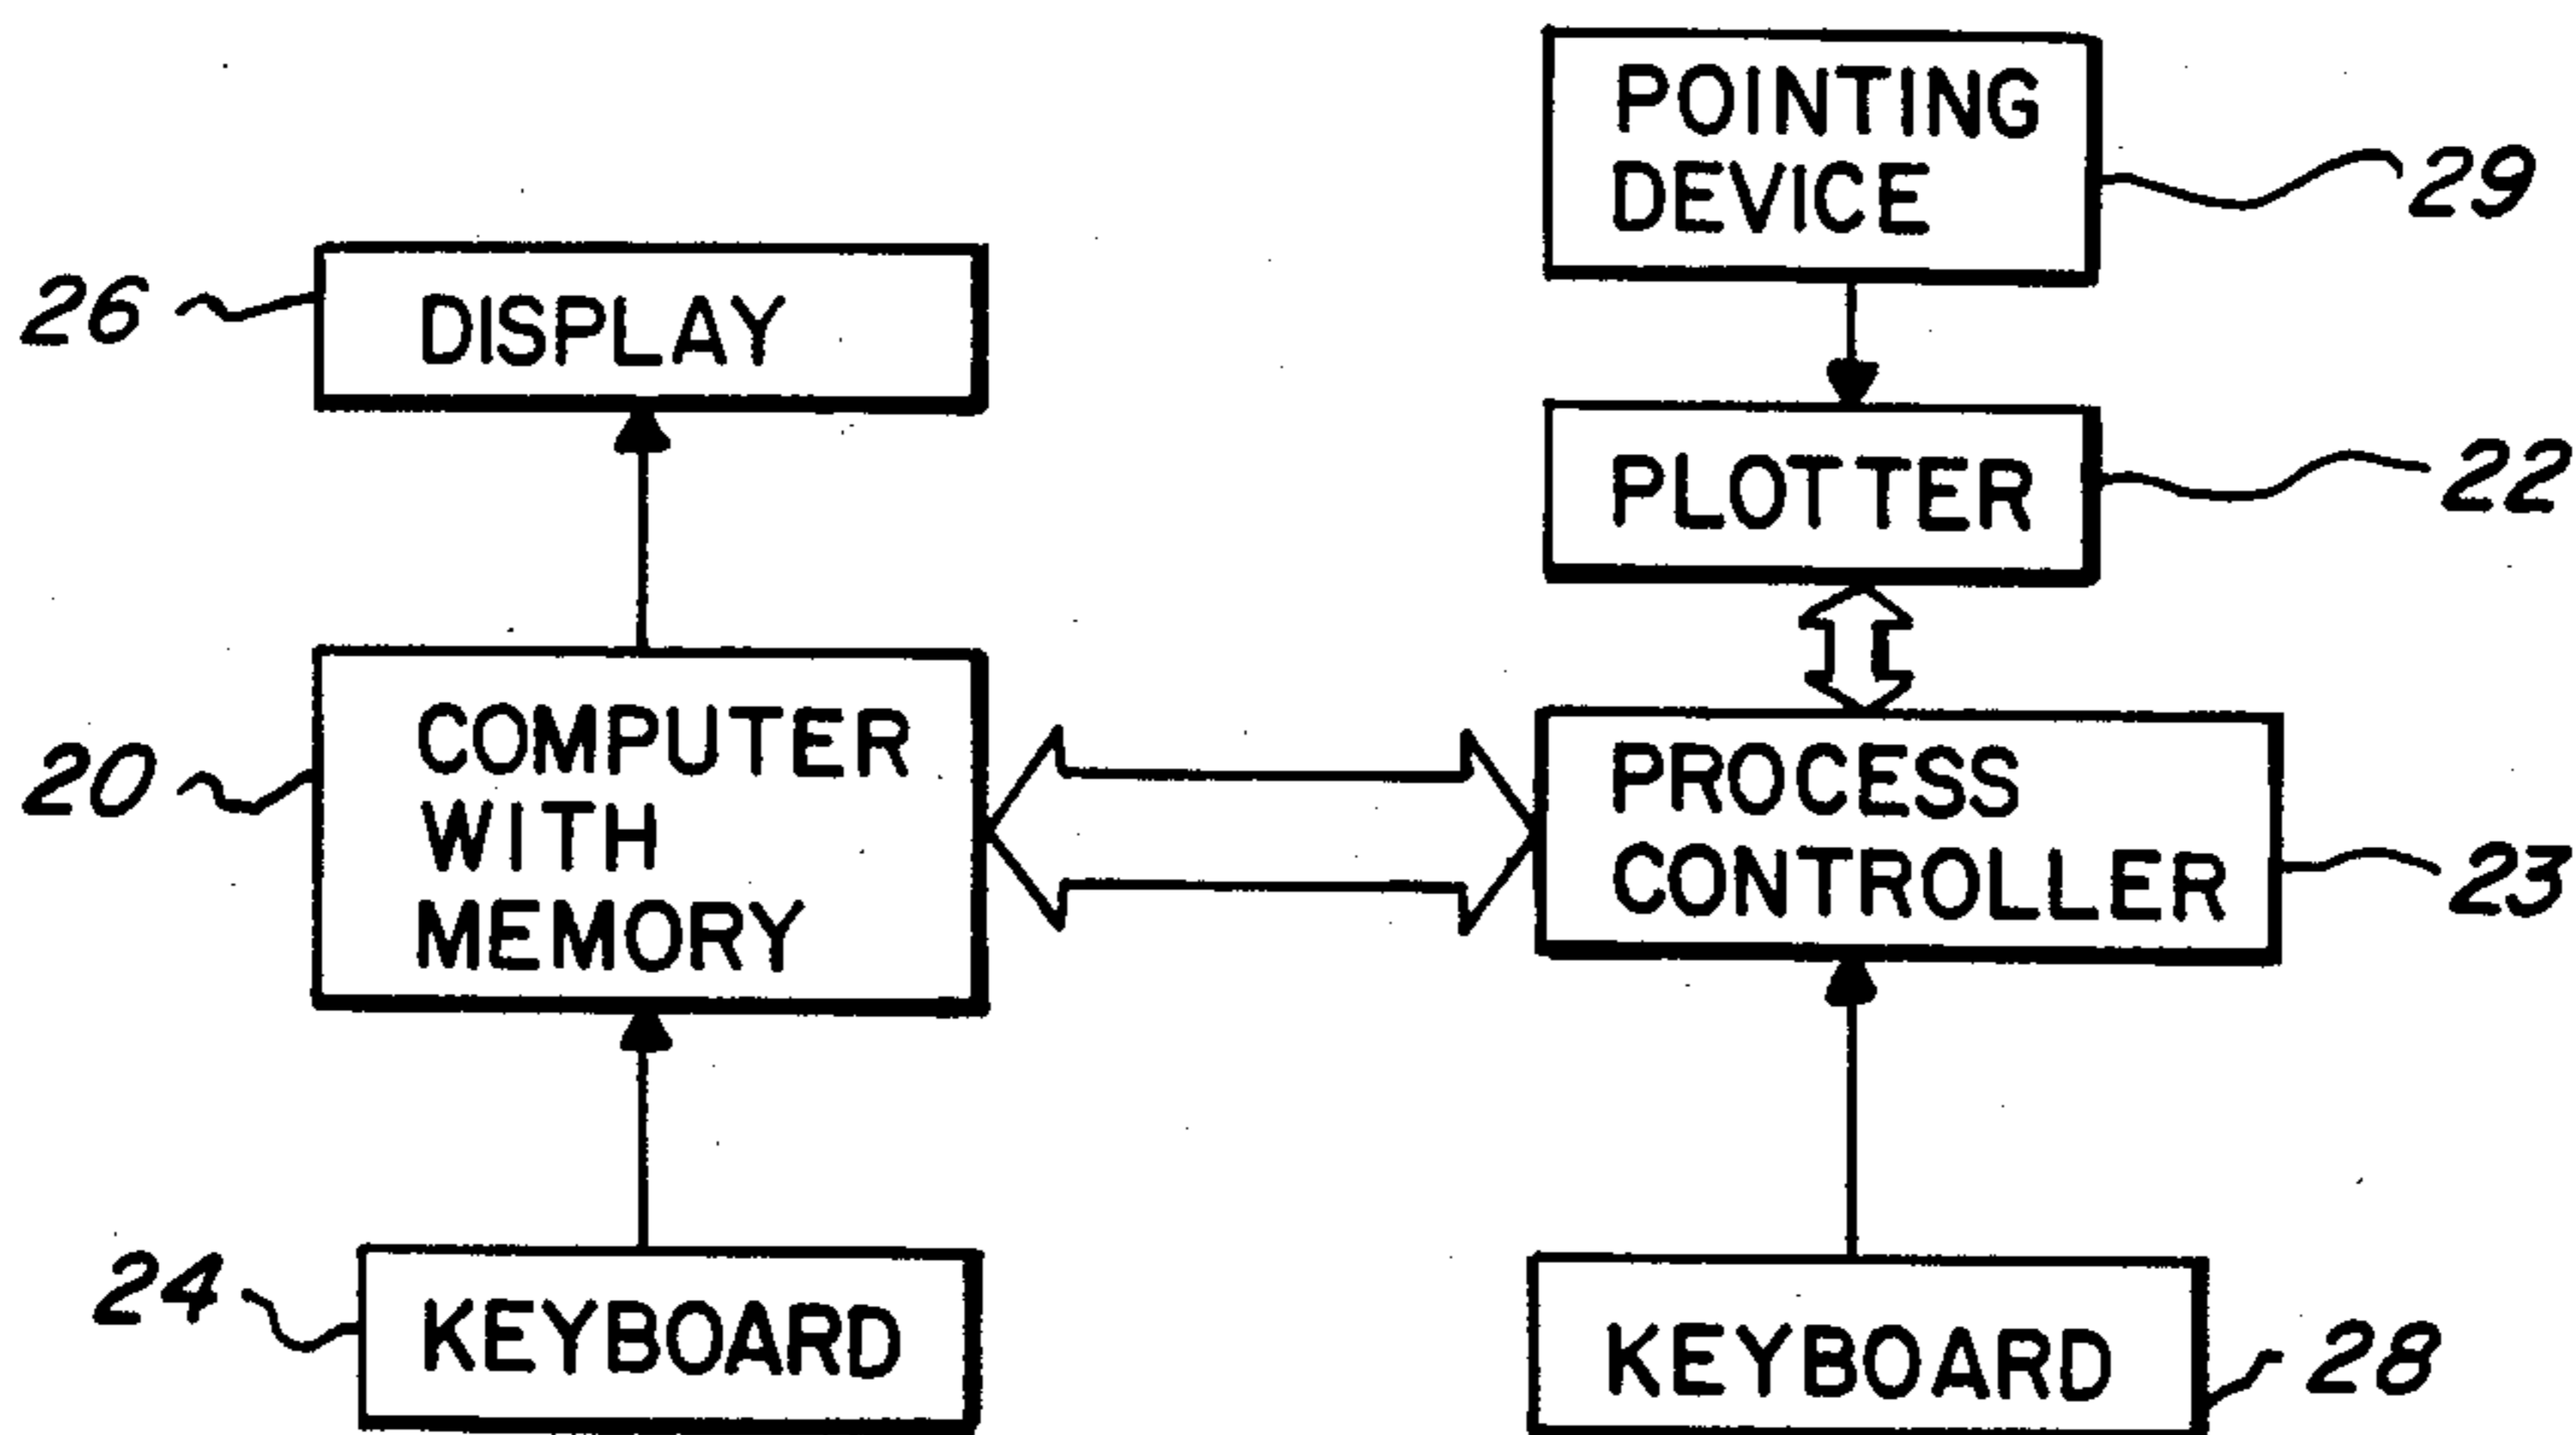 POINTING
DEVICE
29
26
DISPLAY
PLOTTER
22
20
COMPUTER
WITH
MEMORY
PROCESS
CONTROLLER
23
24
KEYBOARD
KEYBOARD
28